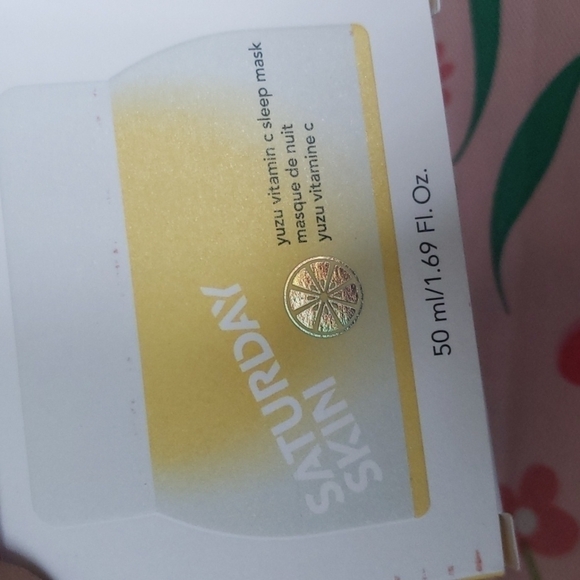 SATURDAY
SKIN
yuzu vitamin c sleep mask
masque de nuit
yuzu vitamine c
50 ml/1.69 Fl. Oz.